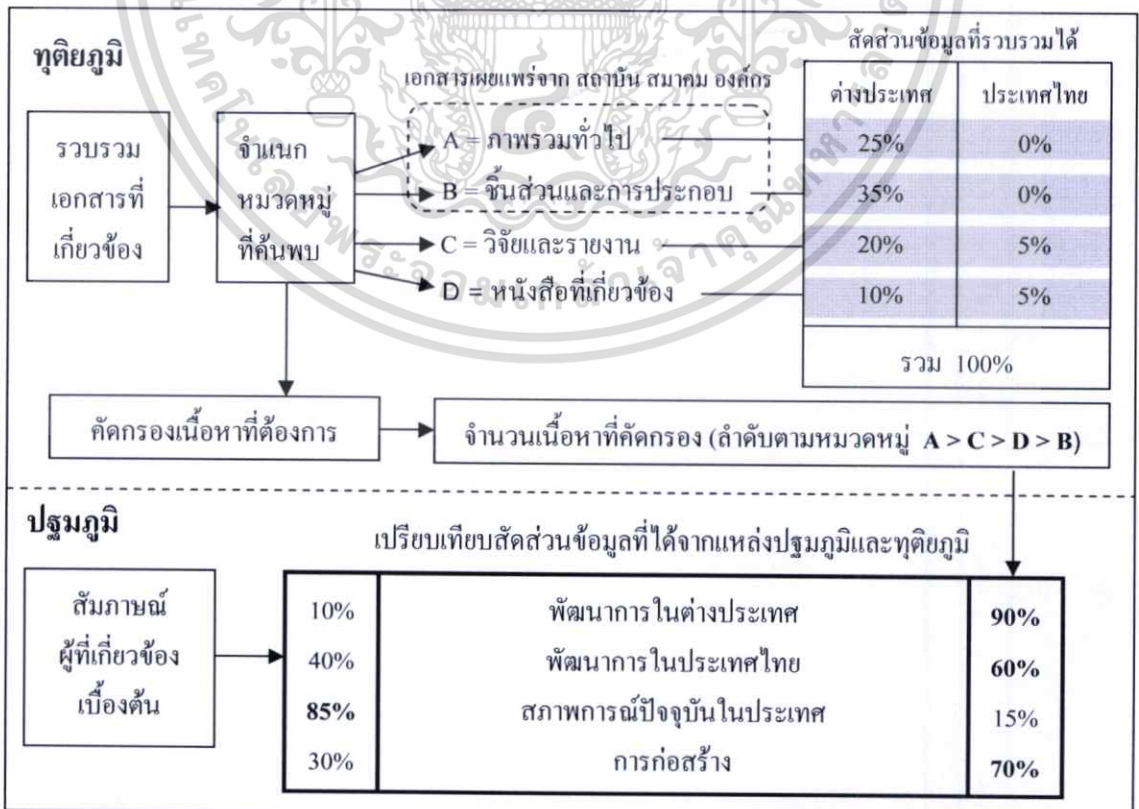 ทุติยภูมิ
สัดส่วนข้อมูลที่รวบรวมได้
เอกสารเผยแพร่จาก สถาบัน สมาคม องค์กร
ต่างประเทศ ประเทศไทย
รวบรวม
เอกสารที่
เกี่ยวข้อง
จำแนก
หมวดหมู่
ที่ค้นพบ
A = ภาพรวมทั่วไป
B = ชิ้นส่วนและการประกอบ
C = วิจัยและรายงาน
D = หนังสือที่เกี่ยวข้อง
25% 0%
35% 0%
20% 5%
10% 5%
รวม 100%
คัดกรองเนื้อหาที่ต้องการ
จำนวนเนื้อหาที่คัดกรอง (ลำดับตามหมวดหมู่ A > C > D > B)
ปฐมภูมิ
เปรียบเทียบสัดส่วนข้อมูลที่ได้จากแหล่งปฐมภูมิและทุติยภูมิ
สัมภาษณ์
ผู้ที่เกี่ยวข้อง
เบื้องต้น
10% พัฒนาการในต่างประเทศ 90%
40% พัฒนาการในประเทศไทย 60%
85% สภาพการณ์ปัจจุบันในประเทศ 15%
30% การก่อสร้าง 70%